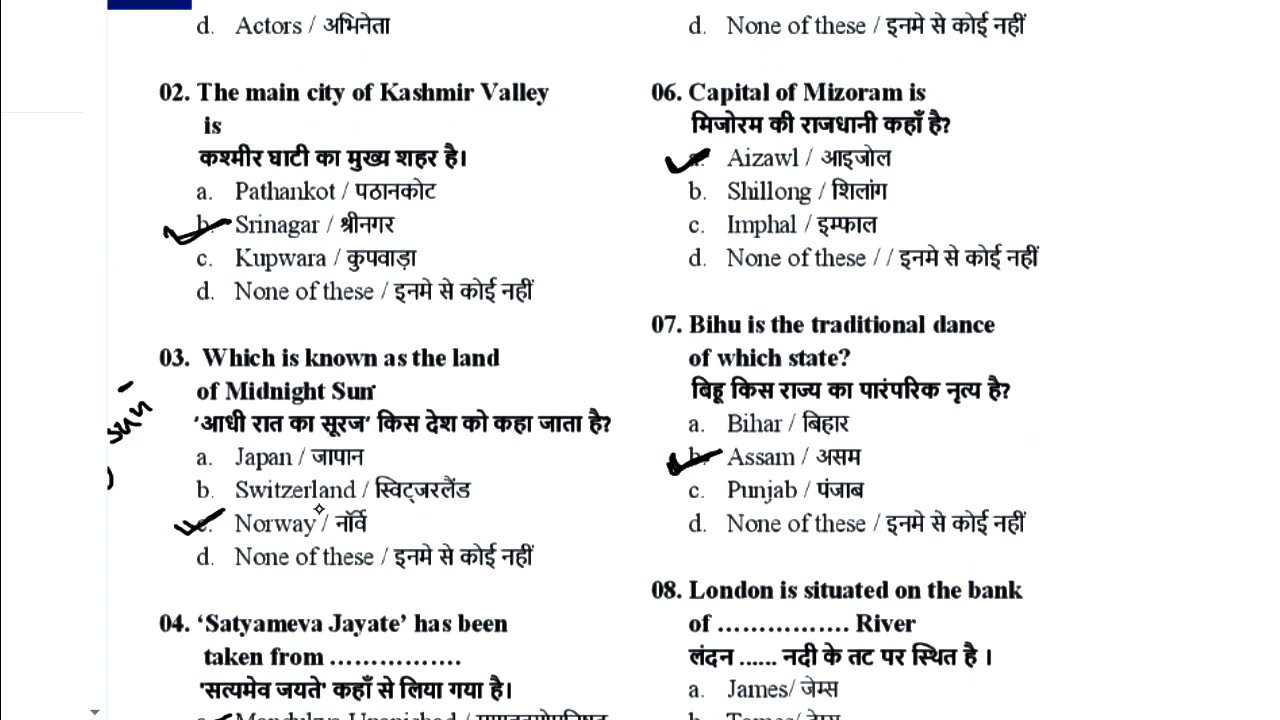 d. Actors / अभिनेता
02. The main city of Kashmir Valley
is
कश्मीर घाटी का मुख्य शहर है।
a. Pathankot / पठानकोट
b. Srinagar / श्रीनगर
c. Kupwara / कुपवाड़ा
d. None of these / इनमे से कोई नहीं
03. Which is known as the land
of Midnight Sun
'आधी रात का सूरज' किस देश को कहा जाता है?
a. Japan / जापान
b. Switzerland / स्विट्जरलैंड
c. Norway / नॉर्वे
d. None of these / इनमे से कोई नहीं
sun
04. ‘Satyameva Jayate’ has been
taken from ……………
'सत्यमेव जयते' कहाँ से लिया गया है।
d. None of these / इनमे से कोई नहीं
06. Capital of Mizoram is
मिजोरम की राजधानी कहाँ है?
a. Aizawl / आइजोल
b. Shillong / शिलांग
c. Imphal / इम्फाल
d. None of these / / इनमे से कोई नहीं
07. Bihu is the traditional dance
of which state?
बिहू किस राज्य का पारंपरिक नृत्य है?
a. Bihar / बिहार
b. Assam / असम
c. Punjab / पंजाब
d. None of these / इनमे से कोई नहीं
08. London is situated on the bank
of ……………. River
लंदन ...... नदी के तट पर स्थित है ।
a. James/ जेम्स